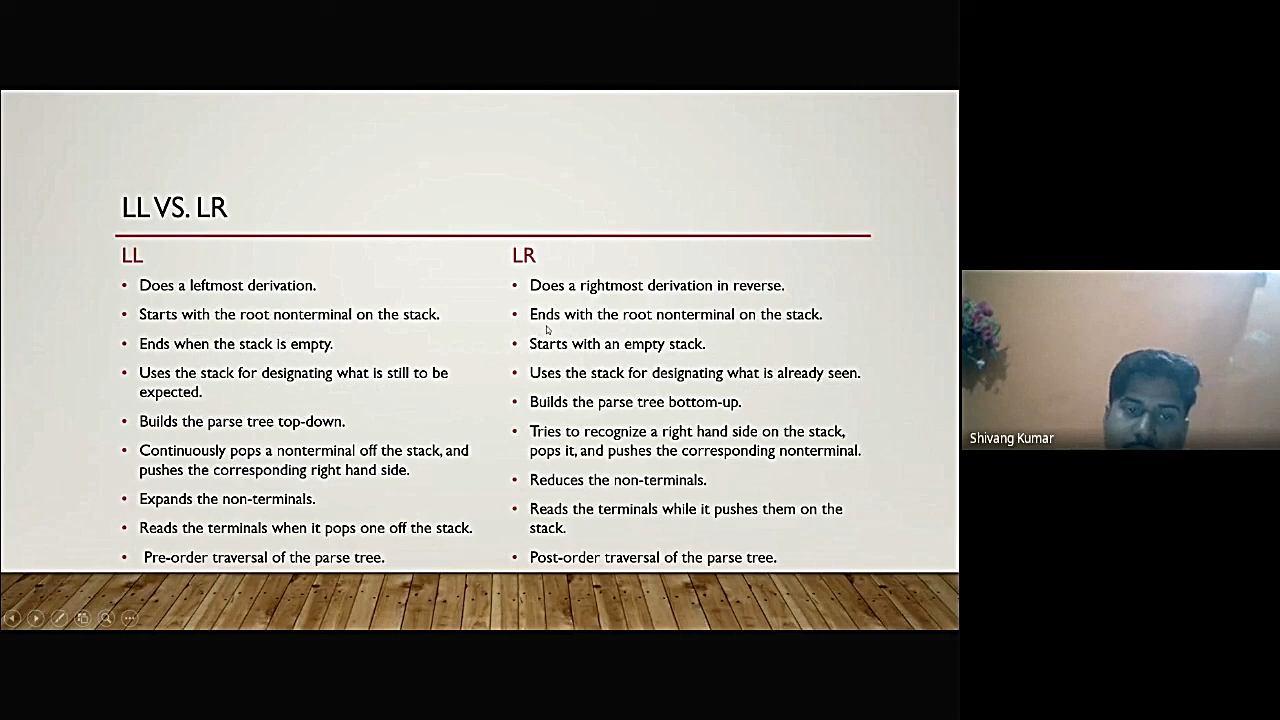 LL VS. LR
LL
• Does a leftmost derivation.
• Starts with the root nonterminal on the stack.
• Ends when the stack is empty.
• Uses the stack for designating what is still to be
expected.
• Builds the parse tree top-down.
• Continuously pops a nonterminal off the stack, and
pushes the corresponding right hand side.
• Expands the non-terminals.
• Reads the terminals when it pops one off the stack.
• Pre-order traversal of the parse tree.
LR
• Does a rightmost derivation in reverse.
• Ends with the root nonterminal on the stack.
• Starts with an empty stack.
• Uses the stack for designating what is already seen.
• Builds the parse tree bottom-up.
• Tries to recognize a right hand side on the stack,
pops it, and pushes the corresponding nonterminal.
• Reduces the non-terminals.
• Reads the terminals while it pushes them on the
stack.
• Post-order traversal of the parse tree.
Shivang Kumar